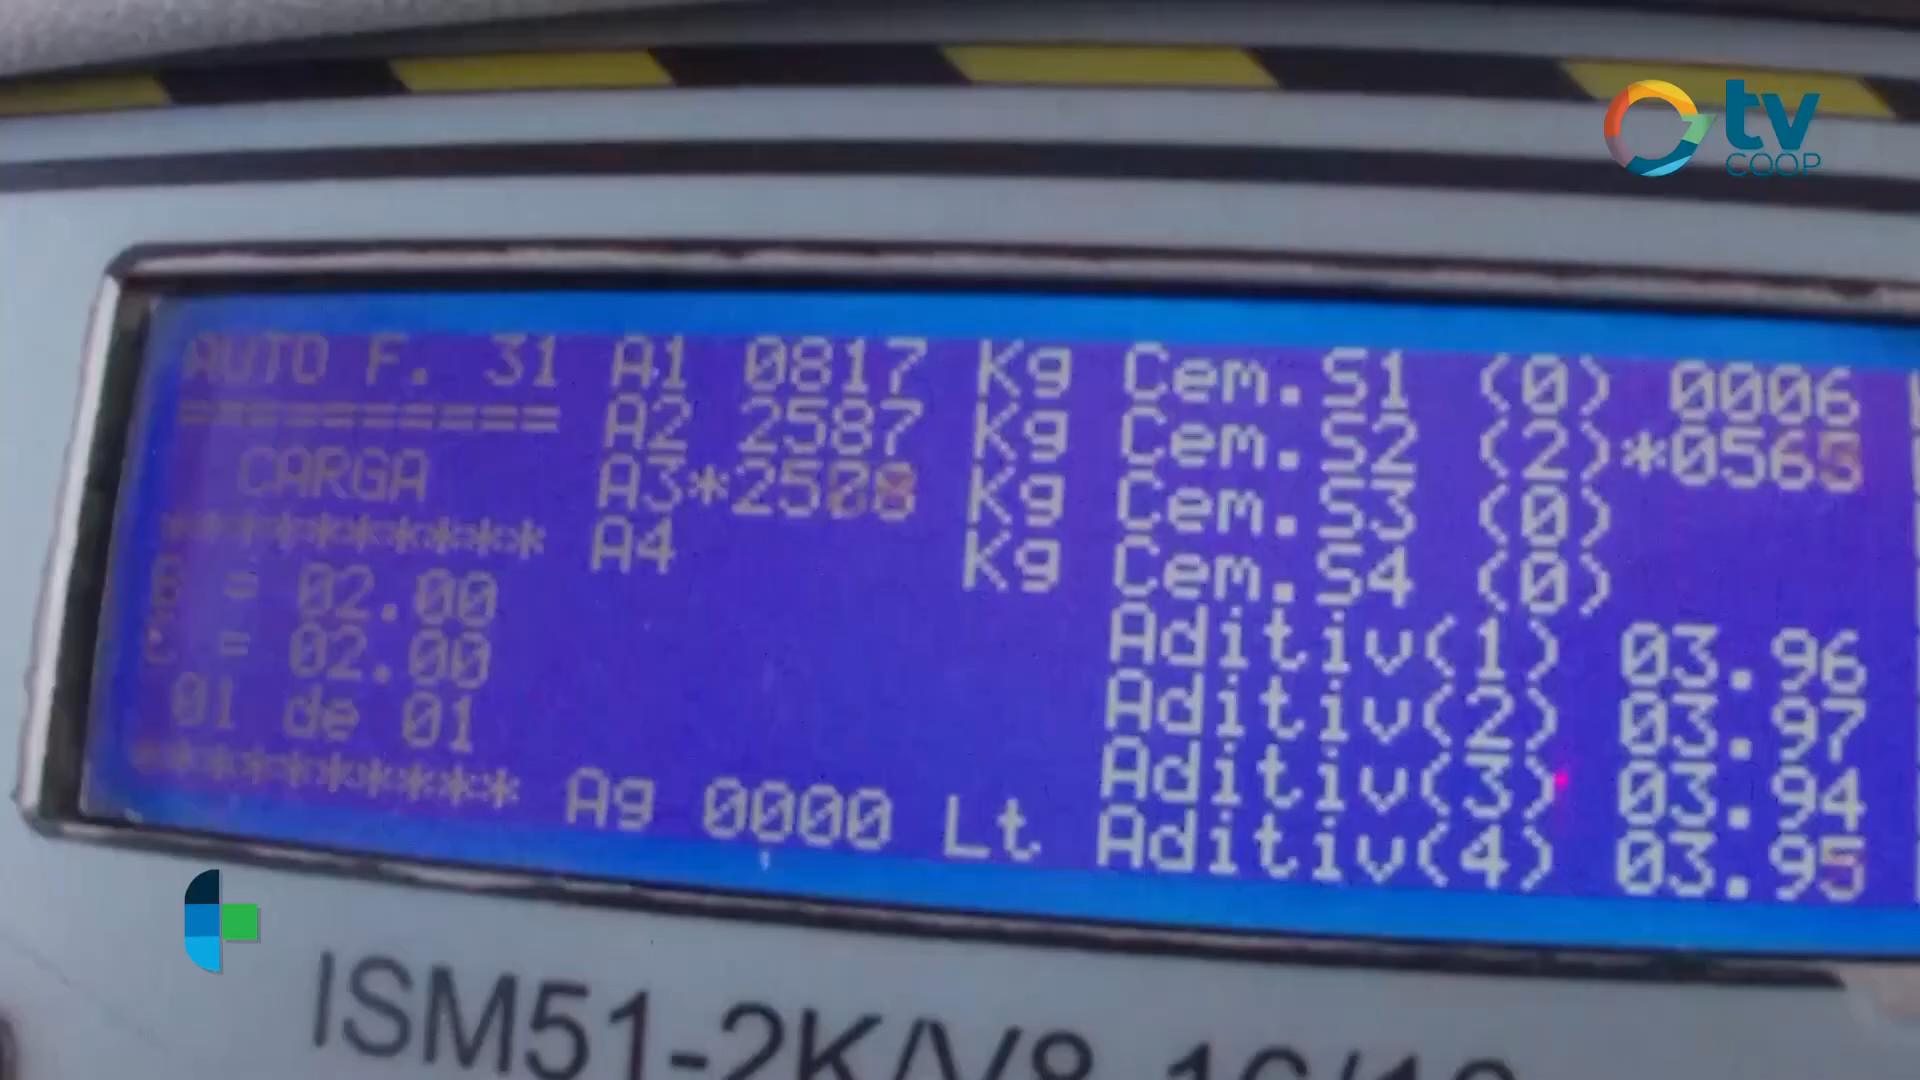 tv
COOP
AUTO F. 31 A1 0817 Kg Cem.S1 (0) 0006
========== A2 2587 Kg Cem.S2 (2)*0565
CARGA A3*2508 Kg Cem.S3 (0)
********** A4 Kg Cem.S4 (0)
= 02.00 Aditiv(1) 03.96
C = 02.00 Aditiv(2) 03.97
01 de 01 Aditiv(3) 03.94
********** Ag 0000 Lt Aditiv(4) 03.95
ISM51-2K/V8